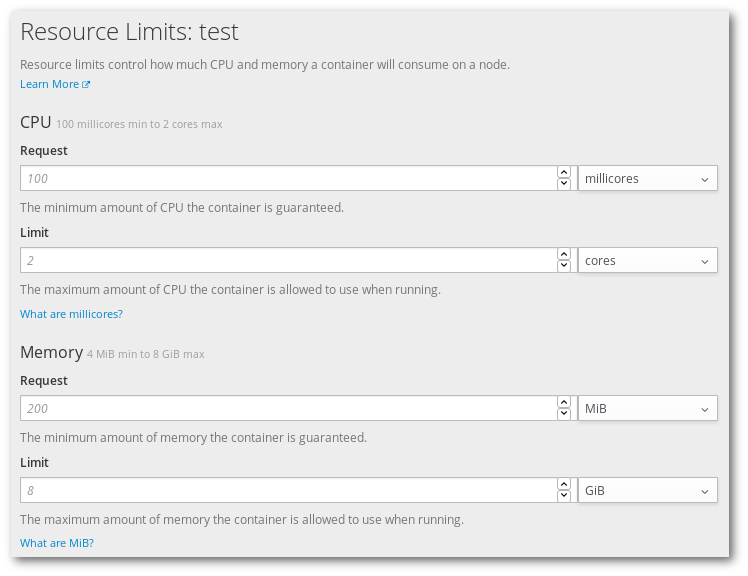 Resource Limits: test
Resource limits control how much CPU and memory a container will consume on a node.
Learn More
CPU 100 millicores min to 2 cores max
Request
100 millicores
The minimum amount of CPU the container is guaranteed.
Limit
2 cores
The maximum amount of CPU the container is allowed to use when running.
What are millicores?
Memory 4 MiB min to 8 GiB max
Request
200 MiB
The minimum amount of memory the container is guaranteed.
Limit
8 GiB
The maximum amount of memory the container is allowed to use when running.
What are MiB?